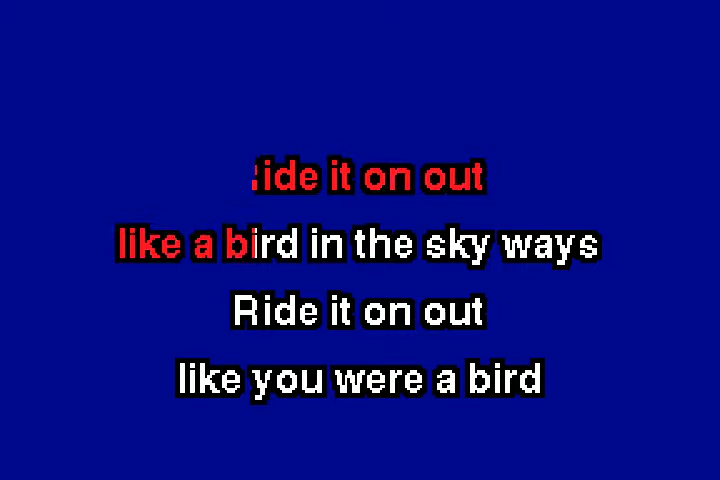 Ride it on out
like a bird in the sky ways
Ride it on out
like you were a bird